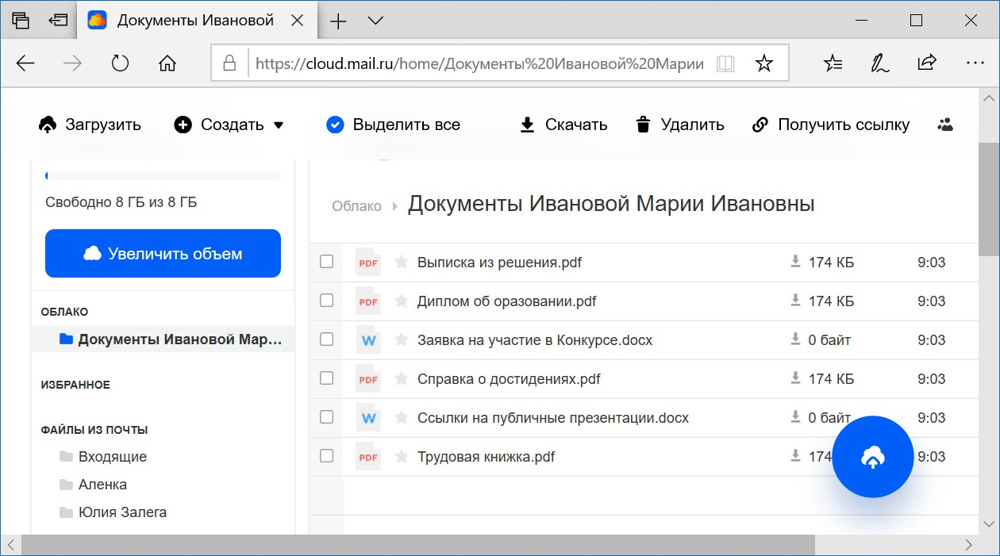 Документы Ивановой
https://cloud.mail.ru/home/Документы%20Ивановой%20Марии
Загрузить Создать Выделить все Скачать Удалить Получить ссылку
Свободно 8 ГБ из 8 ГБ
Увеличить объем
ОБЛАКО
Документы Ивановой Мар...
ИЗБРАННОЕ
ФАЙЛЫ ИЗ ПОЧТЫ
Входящие
Аленка
Юлия Залега
Облако Документы Ивановой Марии Ивановны
PDF Выписка из решения.pdf 174 КБ 9:03
PDF Диплом об оразовании.pdf 174 КБ 9:03
W Заявка на участие в Конкурсе.docx 0 байт 9:03
PDF Справка о достидениях.pdf 174 КБ 9:03
W Ссылки на публичные презентации.docx 0 байт 9:03
PDF Трудовая книжка.pdf 174 9:03